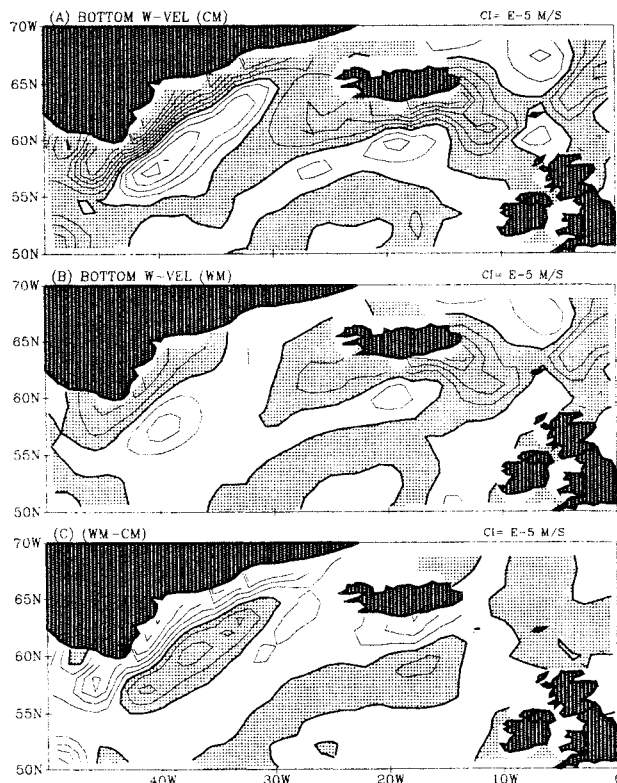 (A) BOTTOM W-VEL (CM) CI= E-5 M/S
70W
65N
60N
55N
50N
(B) BOTTOM W-VEL (WM) CI= E-5 M/S
70W
65N
60N
55N
50N
(C) (WM-CM) CI= E-5 M/S
70W
65N
60N
55N
50N
40W 30W 20W 10W 0